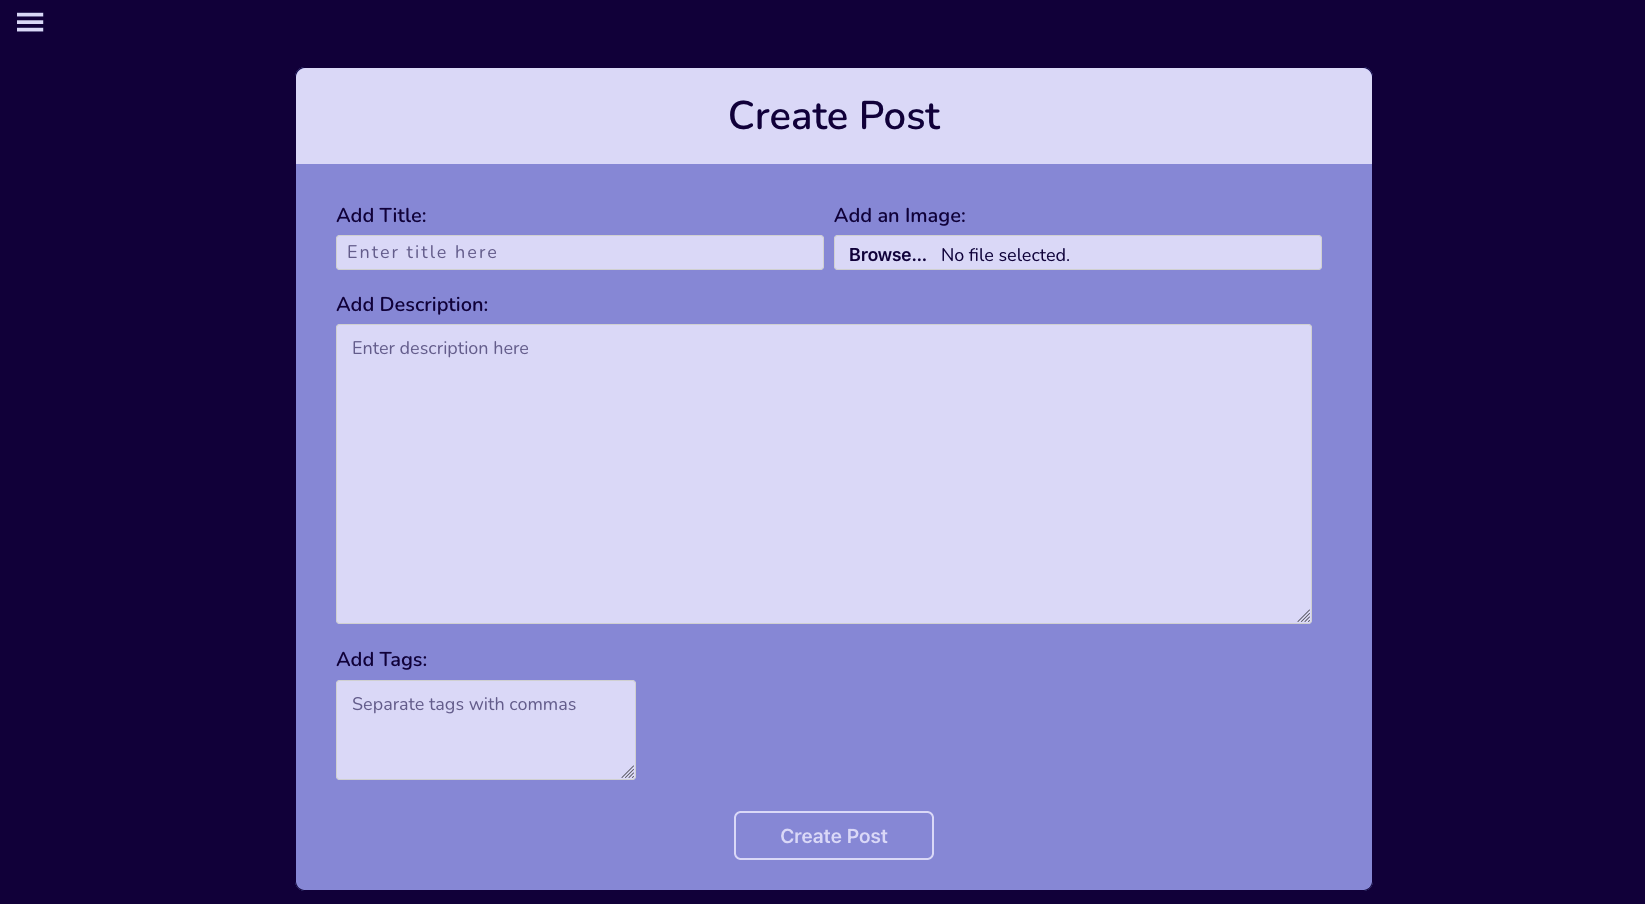 Create Post
Add Title:
Add an Image:
Enter title here
Browse... No file selected.
Add Description:
Enter description here
Add Tags:
Separate tags with commas
Create Post